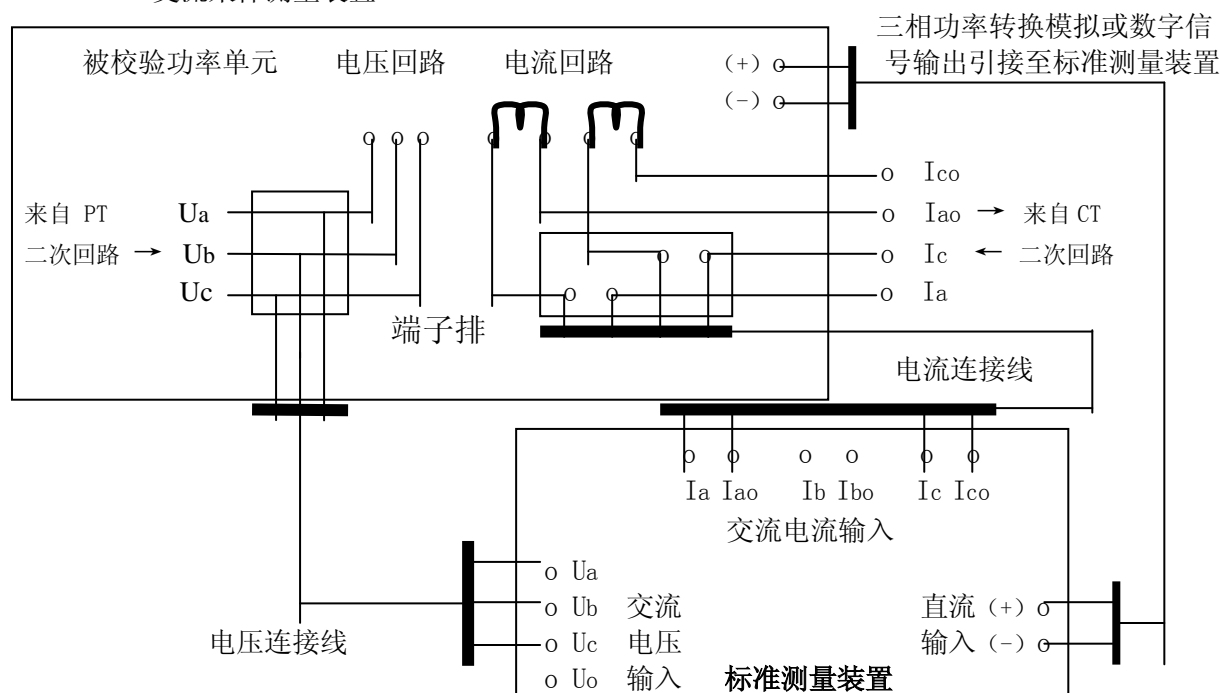 三相功率转换模拟或数字信
号输出引接至标准测量装置
被校验功率单元 电压回路 电流回路 (+) o
(-) o
o o o o o o o
o Ico
来自 PT Ua o Iao → 来自 CT
二次回路 → Ub o o o Ic ← 二次回路
Uc o o o Ia
端子排
电流连接线
o o o o o o
Ia Iao Ib Ibo Ic Ico
交流电流输入
o Ua
o Ub 交流 直流 (+) o
电压连接线 o Uc 电压 输入 (-) o
o Uo 输入 标准测量装置